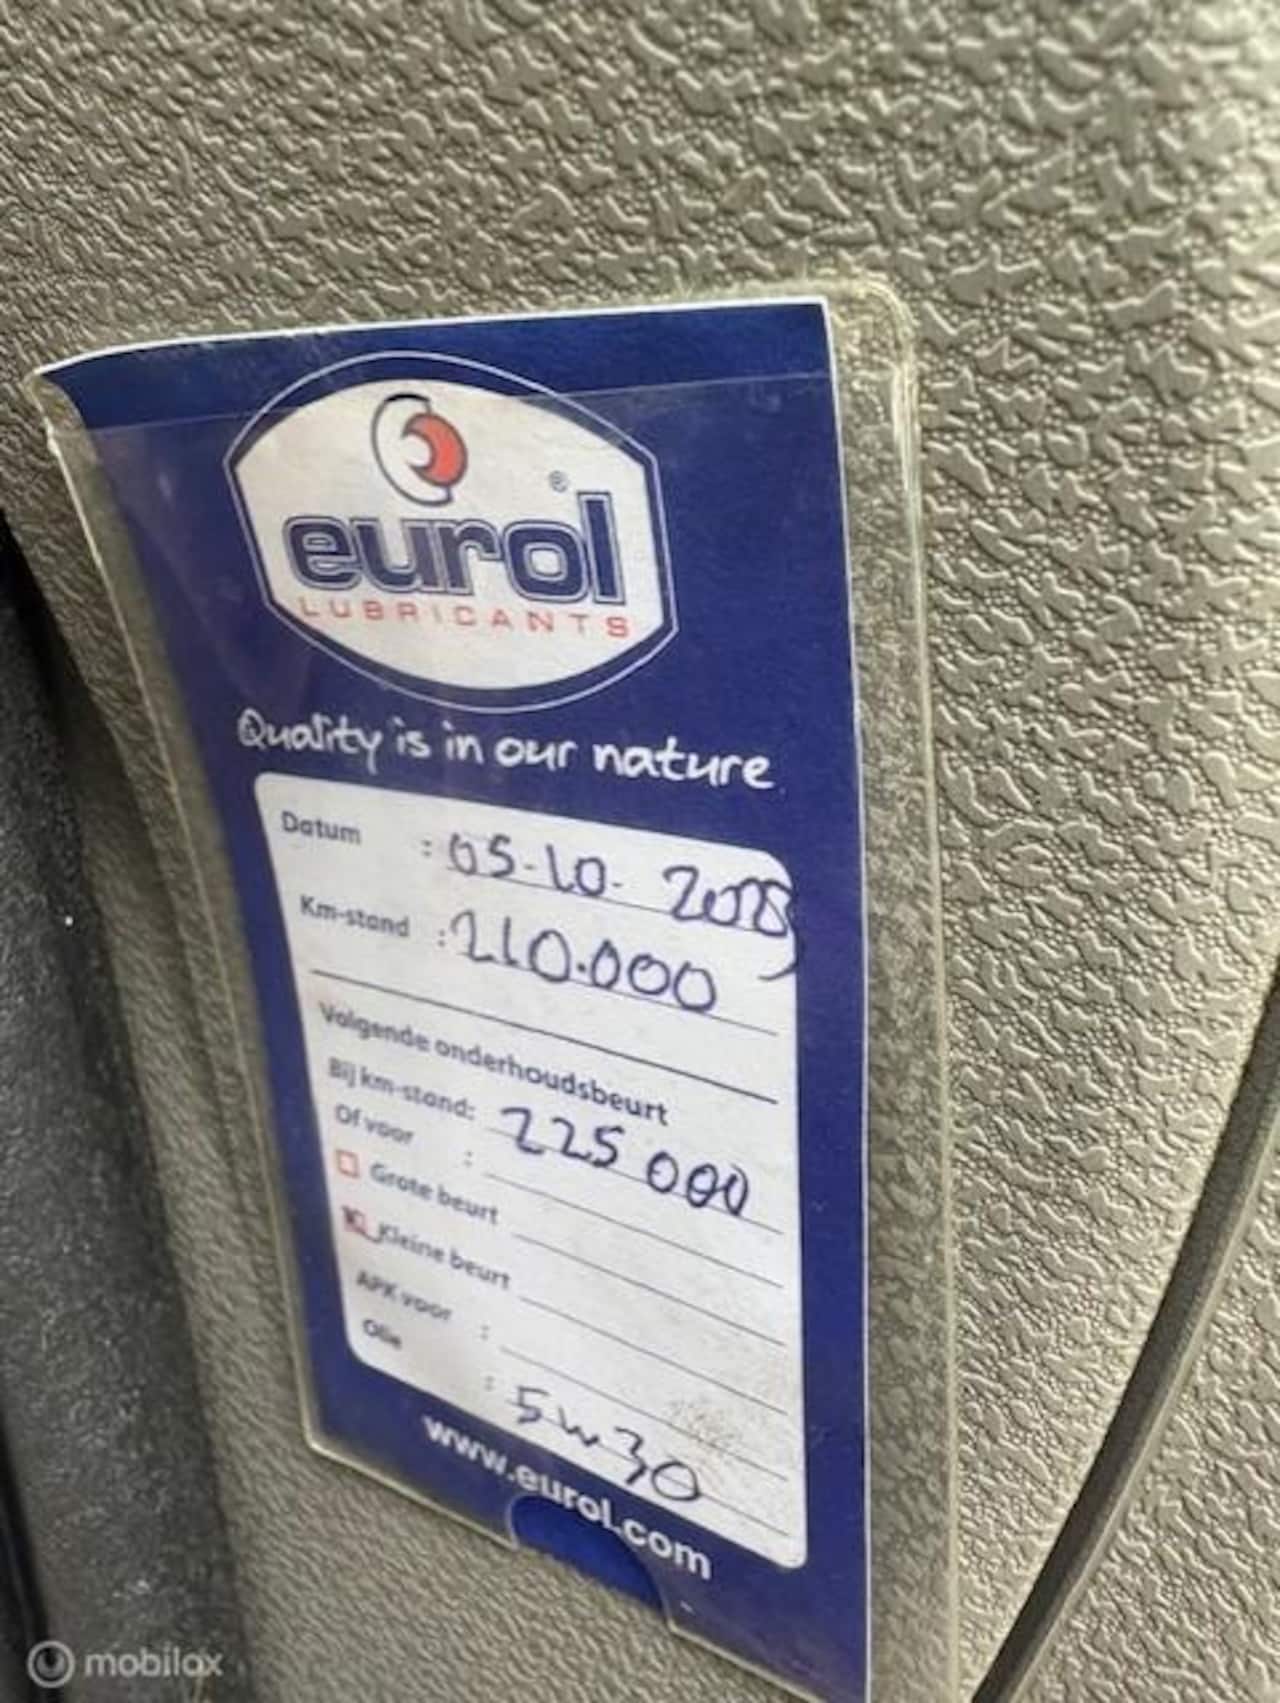 eurol®
LUBRICANTS
Quality is in our nature.
Datum : 05-10-
Km-stand : 210.000
Volgende onderhoudsbeurt
Bij km-stand: 225 000
Of voor :
Grote beurt
Kleine beurt
APK voor :
Olie : 5w30
www.eurol.com
mobilox